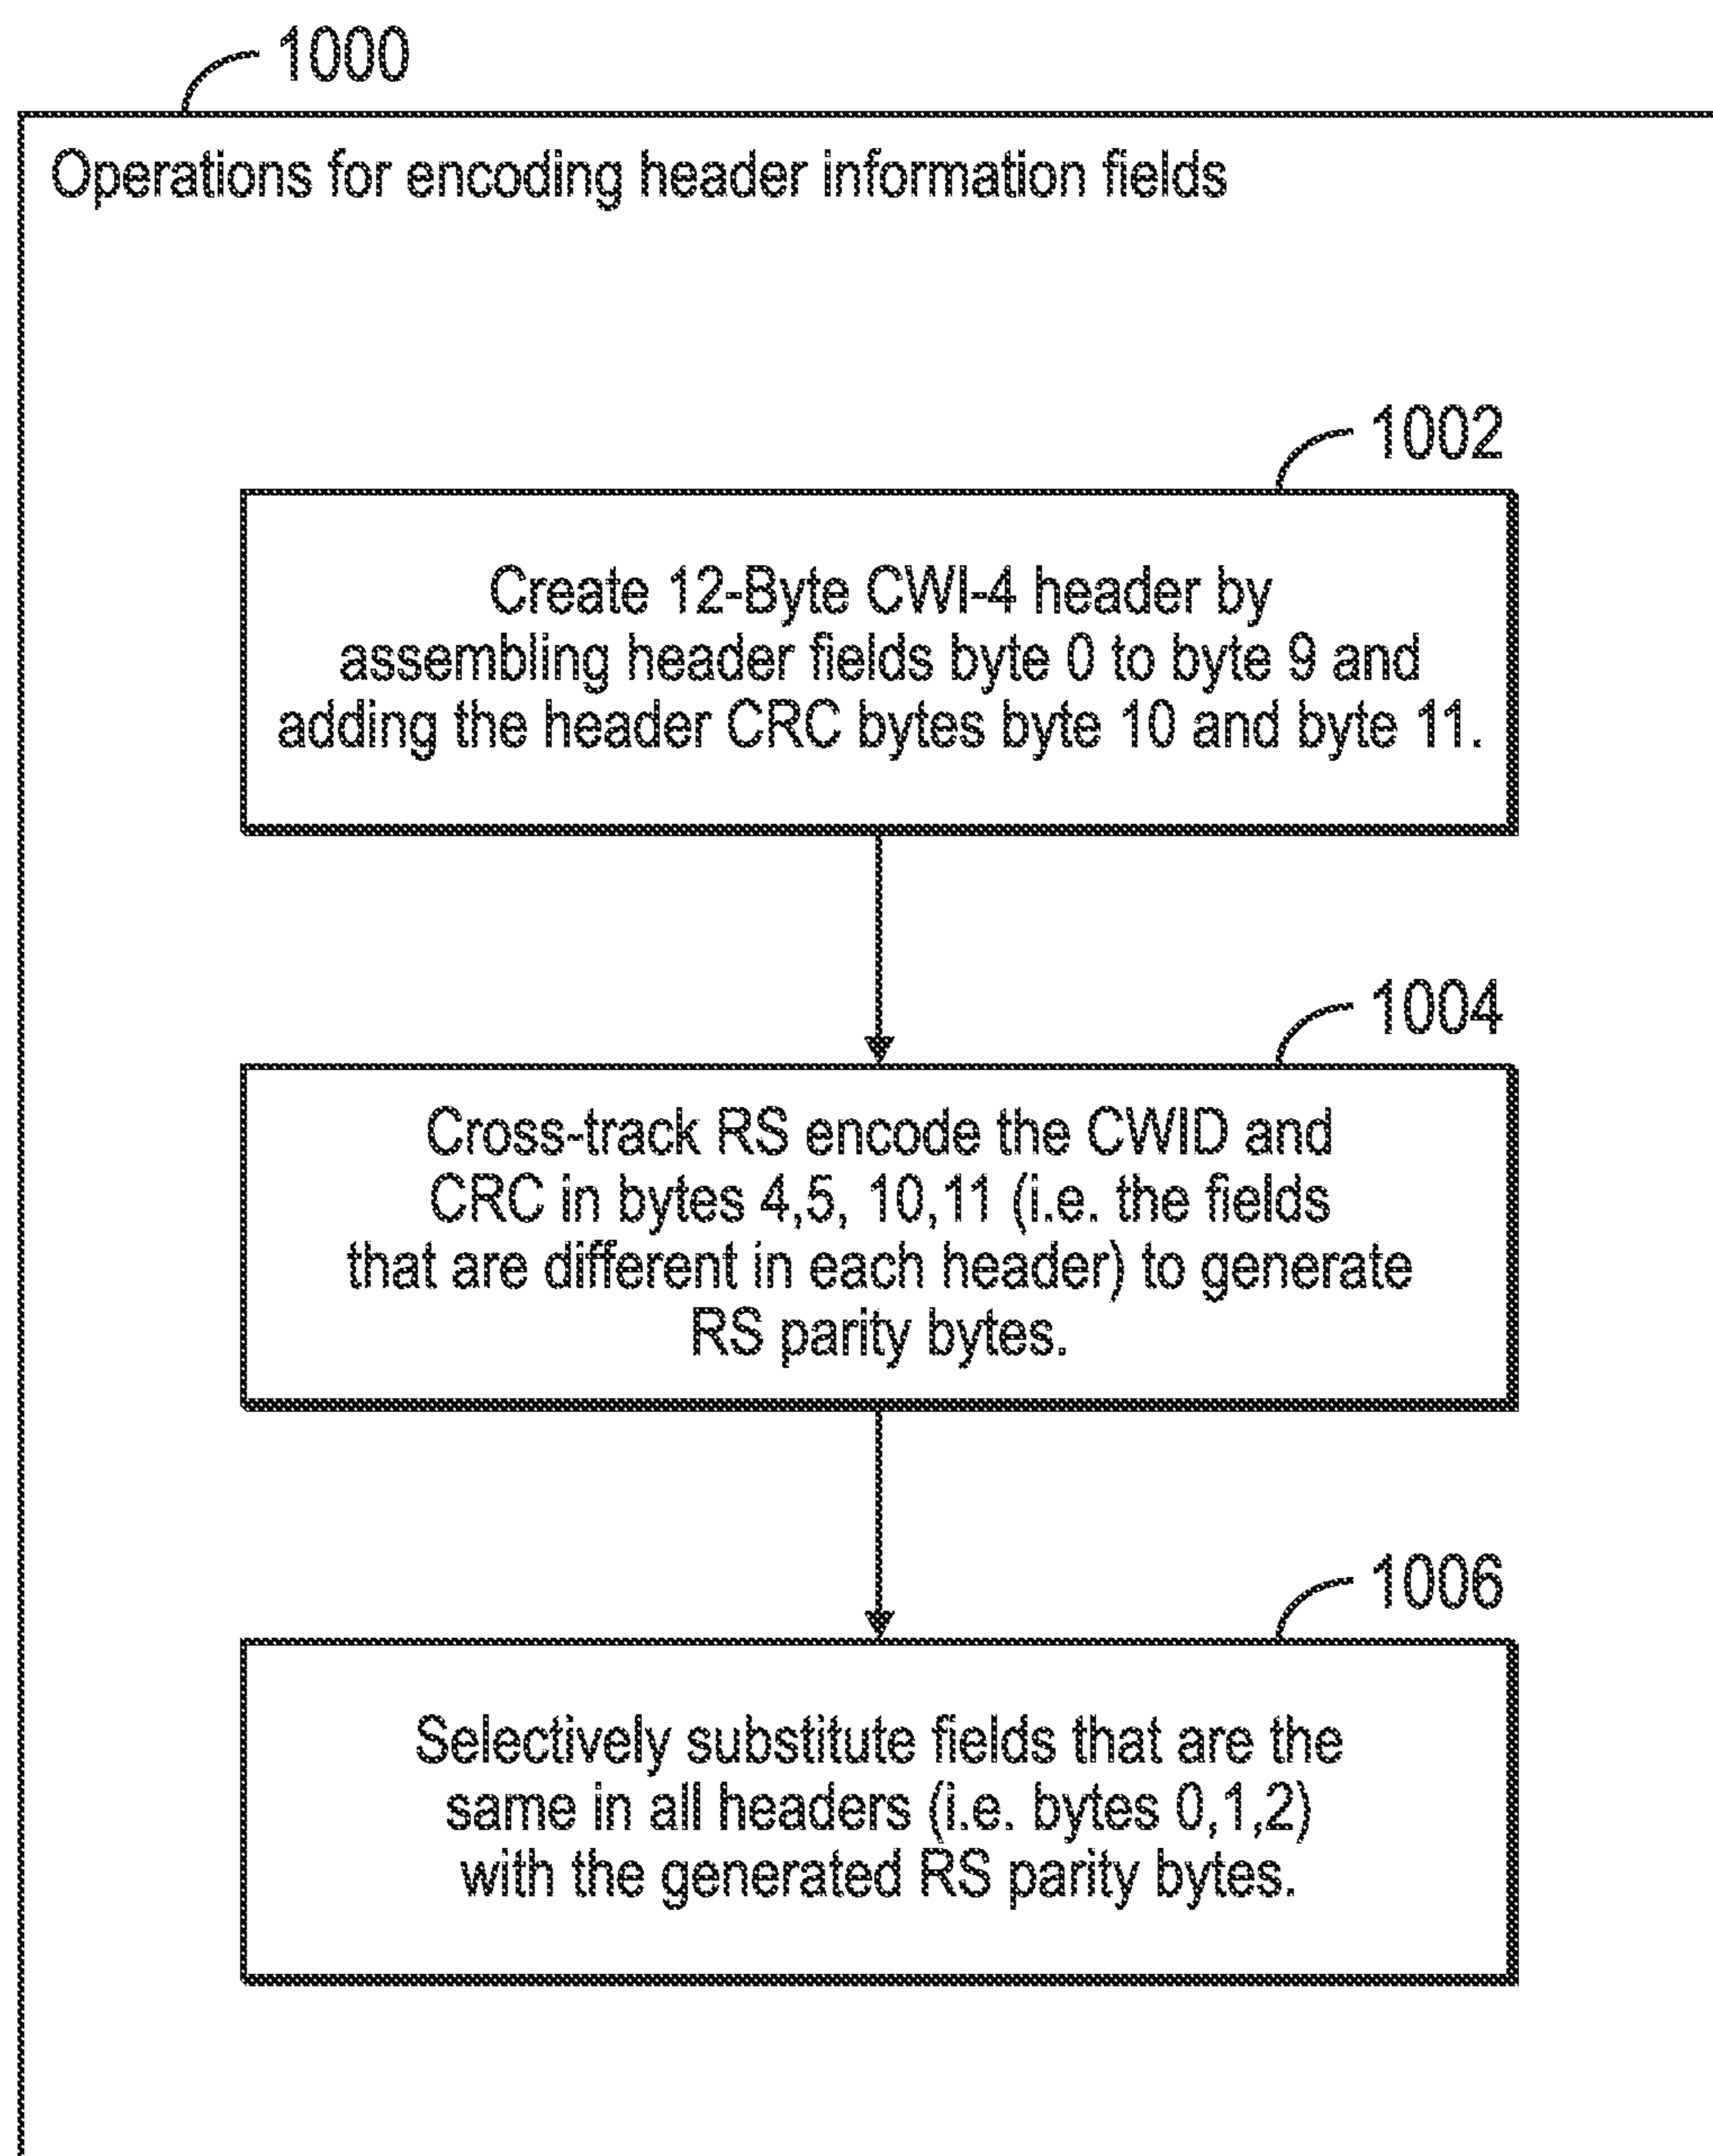 1000
Operations for encoding header information fields
1002
Create 12-Byte CWI-4 header by
assembling header fields byte 0 to byte 9 and
adding the header CRC bytes byte 10 and byte 11.
1004
Cross-track RS encode the CWID and
CRC in bytes 4,5, 10,11 (i.e. the fields
that are different in each header) to generate
RS parity bytes.
1006
Selectively substitute fields that are the
same in all headers (i.e. bytes 0,1,2)
with the generated RS parity bytes.